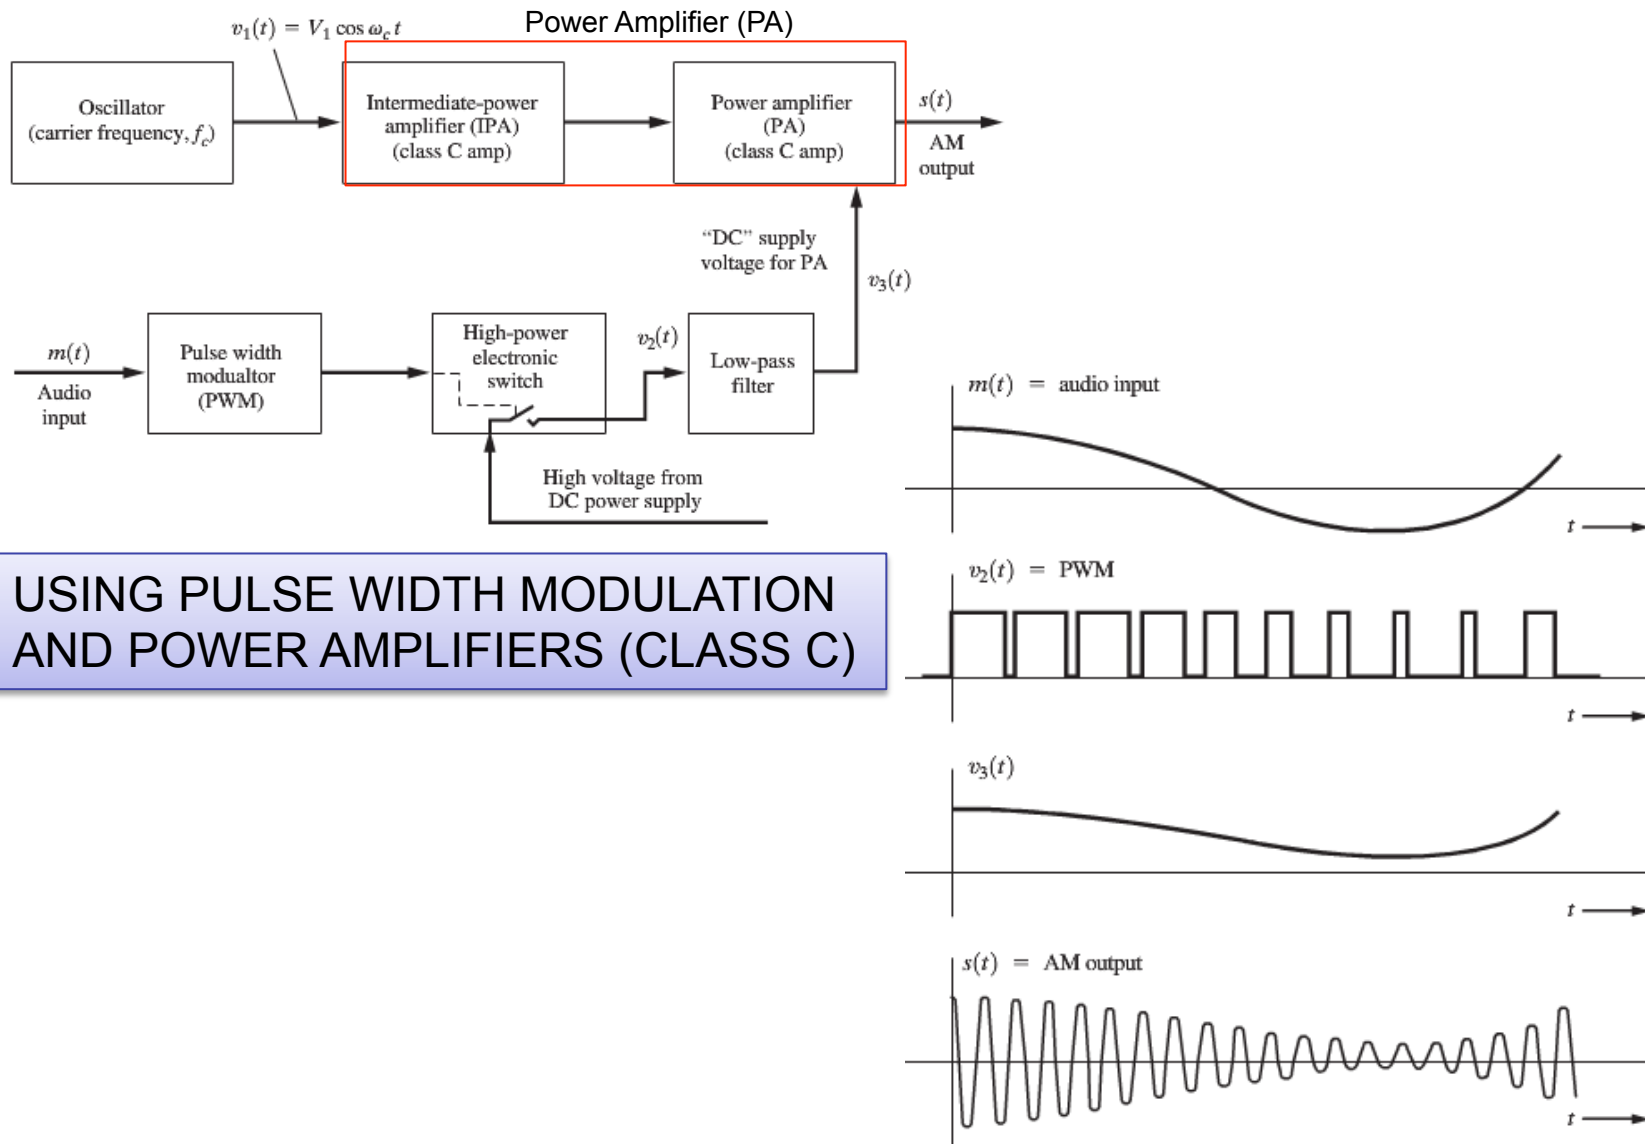 Power Amplifier (PA)
v₁(t) = V₁ cos ω_c t
Oscillator
(carrier frequency, f_c)
Intermediate-power
amplifier (IPA)
(class C amp)
Power amplifier
(PA)
(class C amp)
s(t)
AM
output
"DC" supply
voltage for PA
v₃(t)
m(t)
Audio
input
Pulse width
modualtor
(PWM)
High-power
electronic
switch
v₂(t)
Low-pass
filter
High voltage from
DC power supply
USING PULSE WIDTH MODULATION
AND POWER AMPLIFIERS (CLASS C)
m(t) = audio input
t
v₂(t) = PWM
t
v₃(t)
t
s(t) = AM output
t